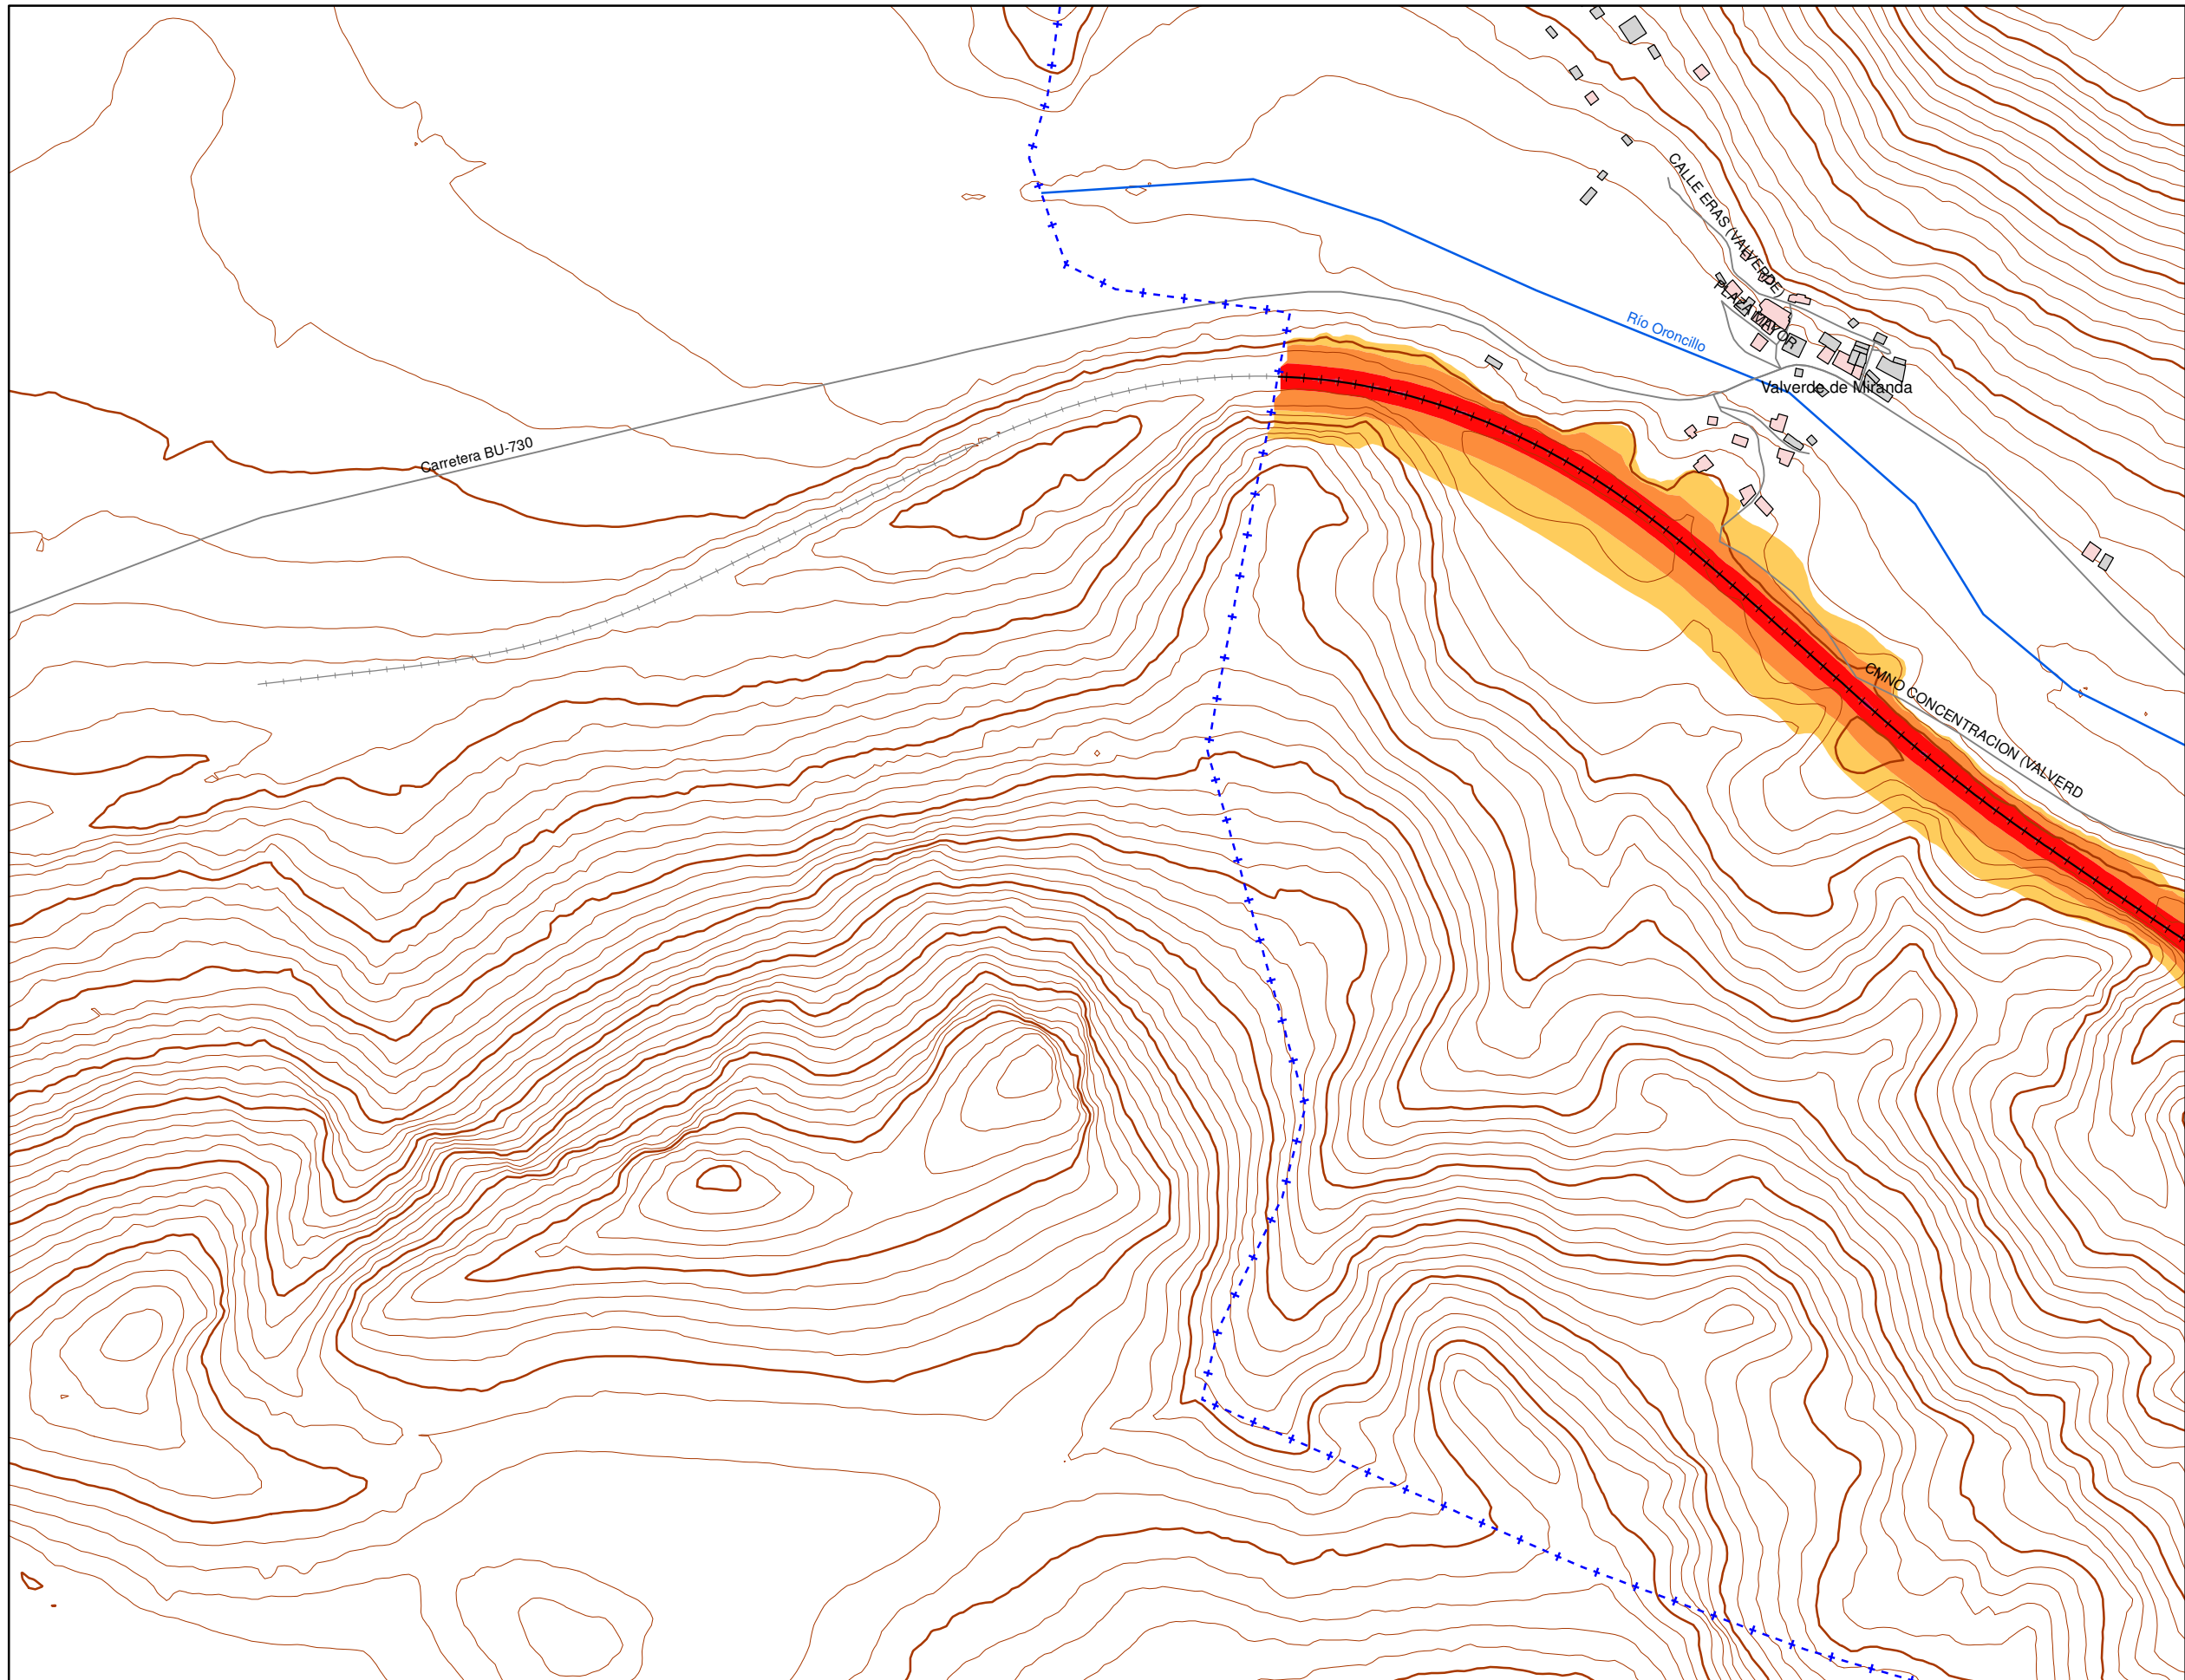 CALLE ERAS (VALVERDE)
PLAZA MAYOR
Río Oroncillo
Valverde de Miranda
Carretera BU-730
CMNO CONCENTRACION (VALVERD